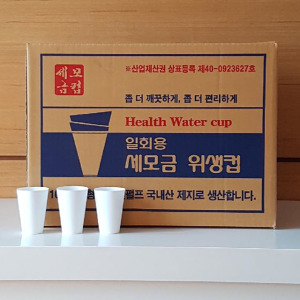 세모
금컵
※산업재산권 상표등록 제40-0923627호
좀 더 깨끗하게, 좀 더 편리하게
Health Water cup
일회용
세모금 위생컵
펄프 국내산 제지로 생산합니다.